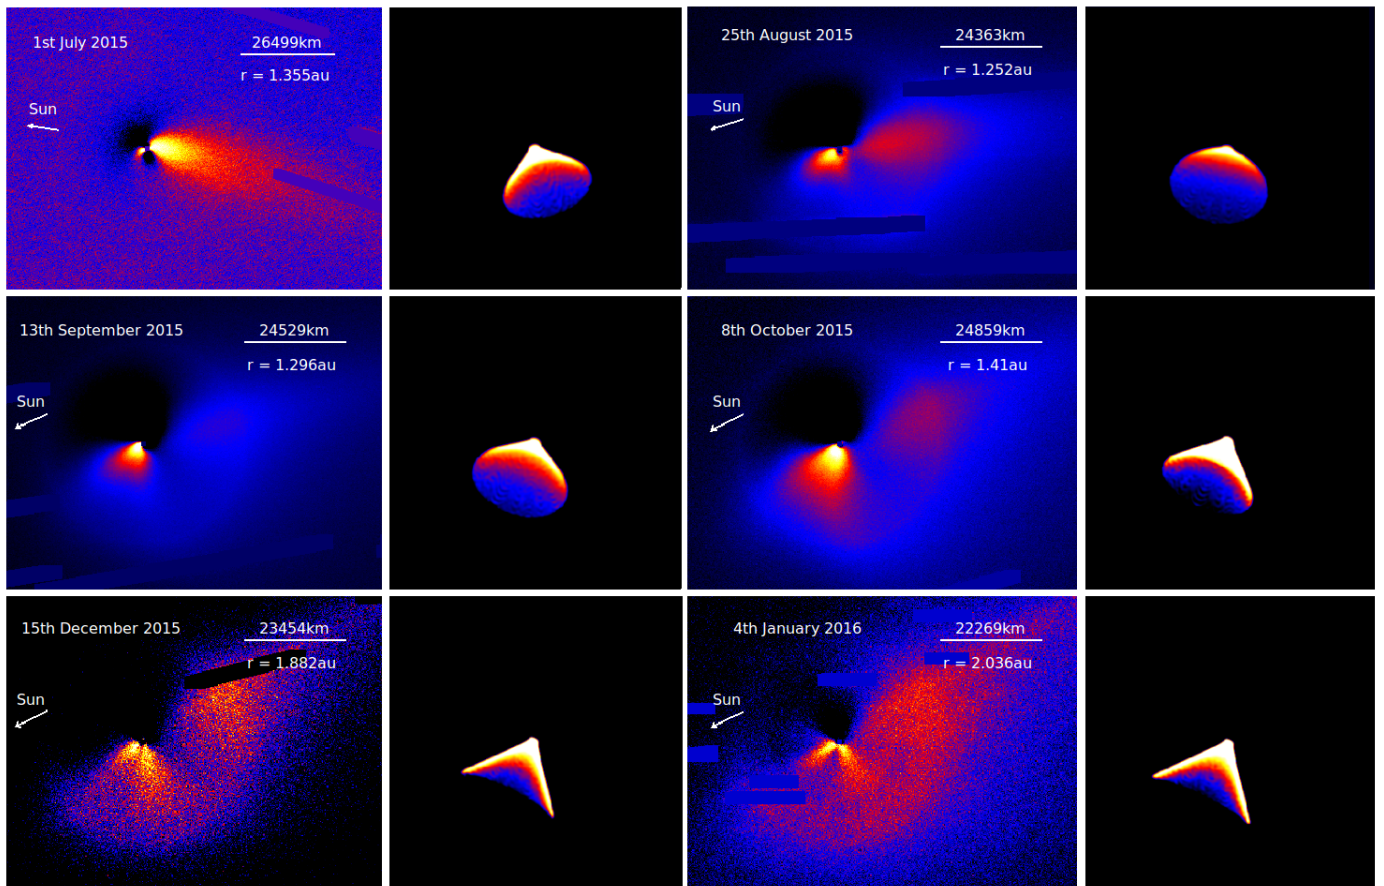 1st July 2015
26499km
r = 1.355au
Sun
25th August 2015
24363km
r = 1.252au
Sun
13th September 2015
24529km
r = 1.296au
Sun
8th October 2015
24859km
r = 1.41au
Sun
15th December 2015
23454km
r = 1.882au
Sun
4th January 2016
22269km
r = 2.036au
Sun